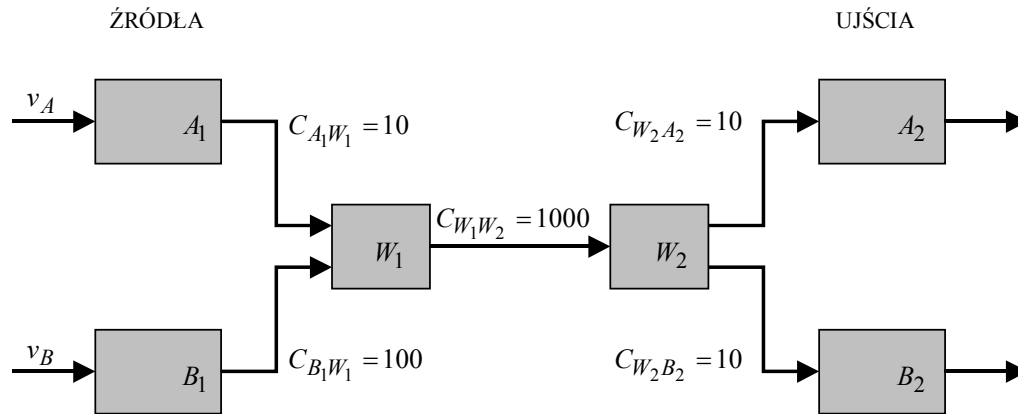 ŹRÓDŁA UJŚCIA
v_A
A_1
C_{A_1W_1} = 10
C_{W_2A_2} = 10
A_2
C_{W_1W_2} = 1000
W_1
W_2
v_B
B_1
C_{B_1W_1} = 100
C_{W_2B_2} = 10
B_2